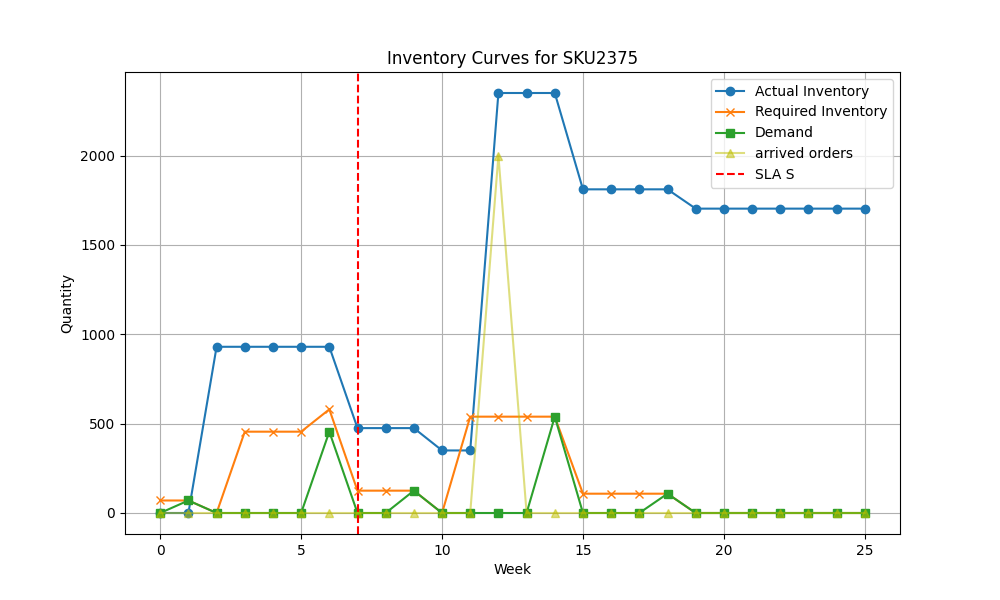 Inventory Curves for SKU2375
Actual Inventory
Required Inventory
Demand
arrived orders
SLA S
Quantity
2000
1500
1000
500
0
0 5 10 15 20 25
Week